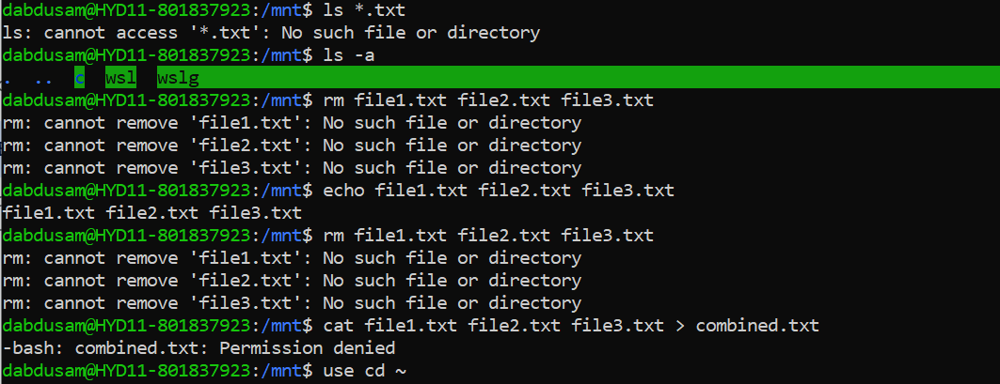 dabdusam@HYD11-801837923:/mnt$ ls *.txt
ls: cannot access '*.txt': No such file or directory
dabdusam@HYD11-801837923:/mnt$ ls -a
.  ..  c  wsl  wslg
dabdusam@HYD11-801837923:/mnt$ rm file1.txt file2.txt file3.txt
rm: cannot remove 'file1.txt': No such file or directory
rm: cannot remove 'file2.txt': No such file or directory
rm: cannot remove 'file3.txt': No such file or directory
dabdusam@HYD11-801837923:/mnt$ echo file1.txt file2.txt file3.txt
file1.txt file2.txt file3.txt
dabdusam@HYD11-801837923:/mnt$ rm file1.txt file2.txt file3.txt
rm: cannot remove 'file1.txt': No such file or directory
rm: cannot remove 'file2.txt': No such file or directory
rm: cannot remove 'file3.txt': No such file or directory
dabdusam@HYD11-801837923:/mnt$ cat file1.txt file2.txt file3.txt > combined.txt
-bash: combined.txt: Permission denied
dabdusam@HYD11-801837923:/mnt$ use cd ~